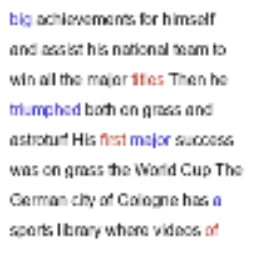 big achievements for himself
and assist his national team to
win all the major titles Then he
triumphed both on grass and
astroturf His first major success
was on grass the World Cup The
German city of Cologne has a
sports library where videos of